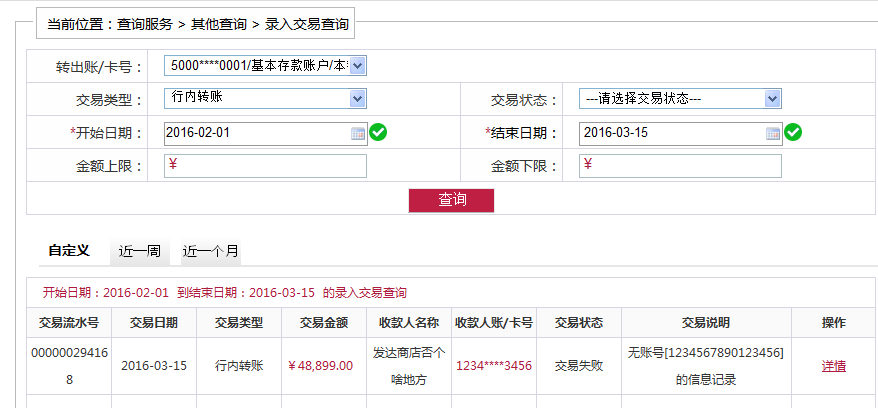 当前位置：查询服务 > 其他查询 > 录入交易查询
转出账/卡号： 5000****0001/基本存款账户/本
交易类型： 行内转账 交易状态： ---请选择交易状态---
*开始日期： 2016-02-01 *结束日期： 2016-03-15
金额上限： ¥ 金额下限： ¥
查询
自定义 近一周 近一个月
开始日期：2016-02-01 到结束日期：2016-03-15 的录入交易查询
交易流水号 交易日期 交易类型 交易金额 收款人名称 收款人账/卡号 交易状态 交易说明 操作
00000029416 发达商店否个 无账号[1234567890123456]
2016-03-15 行内转账 ¥48,899.00 1234****3456 交易失败 详情
8 啥地方 的信息记录